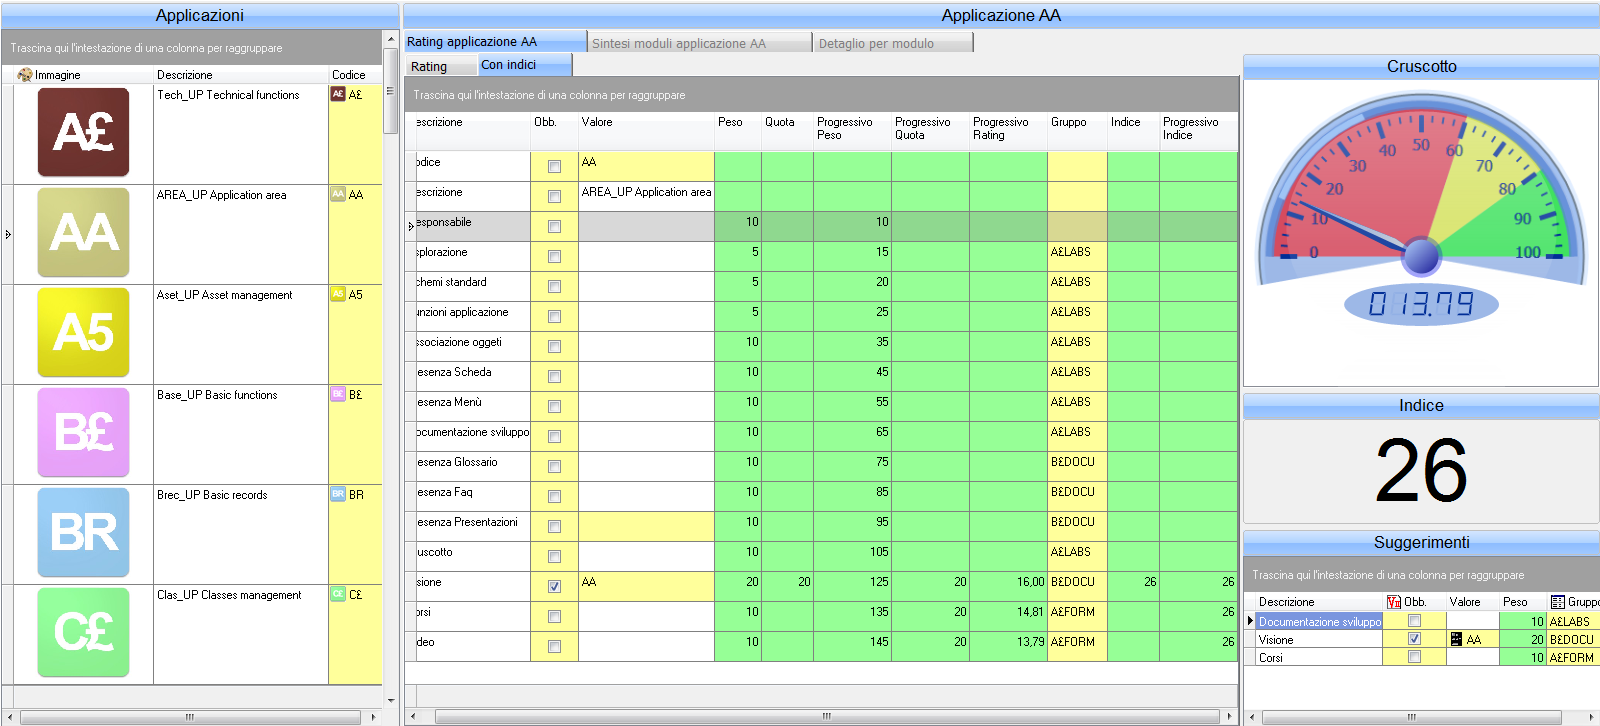 Applicazioni
Trascina qui l'intestazione di una colonna per raggruppare
Immagine Descrizione Codice
A£ Tech_UP Technical functions A£ A£
AA AREA_UP Application area AA AA
A5 Aset_UP Asset management A5 A5
B£ Base_UP Basic functions B£ B£
BR Brec_UP Basic records BR BR
C£ Clas_UP Classes management C£ C£
Applicazione AA
Rating applicazione AA Sintesi moduli applicazione AA Detaglio per modulo
Rating Con indici
Trascina qui l'intestazione di una colonna per raggruppare
escrizione Obb. Valore Peso Quota Progressivo Peso Progressivo Quota Progressivo Rating Gruppo Indice Progressivo Indice
odice AA
escrizione AREA_UP Application area
esponsabile 10 10
splorazione 5 15 A£LABS
chemi standard 5 20 A£LABS
unzioni applicazione 5 25 A£LABS
ssociazione oggeti 10 35 A£LABS
esenza Scheda 10 45 A£LABS
esenza Menù 10 55 A£LABS
ocumentazione sviluppo 10 65 A£LABS
esenza Glossario 10 75 B£DOCU
esenza Faq 10 85 B£DOCU
esenza Presentazioni 10 95 B£DOCU
uscotto 10 105 A£LABS
sione AA 20 20 125 20 16,00 B£DOCU 26 26
orsi 10 135 20 14,81 A£FORM 26
deo 10 145 20 13,79 A£FORM 26
Cruscotto
0 10 20 30 40 50 60 70 80 90 100
013.79
Indice
26
Suggerimenti
Trascina qui l'intestazione di una colonna per raggruppare
Descrizione Obb. Valore Peso Gruppo
Documentazione sviluppo 10 A£LABS
Visione AA 20 B£DOCU
Corsi 10 A£FORM